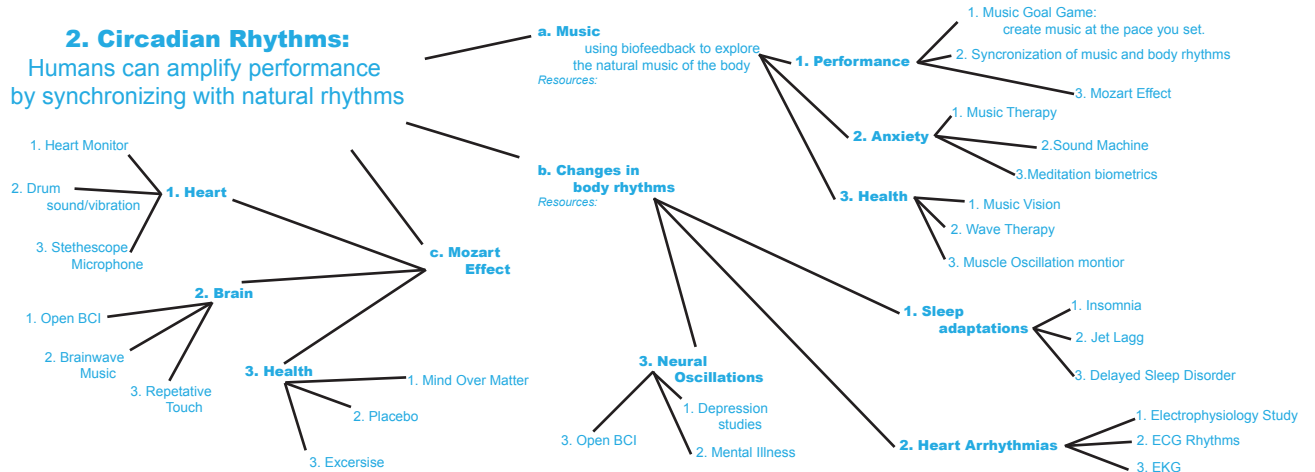 2. Circadian Rhythms:
Humans can amplify performance
by synchronizing with natural rhythms
a. Music
using biofeedback to explore
the natural music of the body
Resources:
1. Performance
1. Music Goal Game:
create music at the pace you set.
2. Syncronization of music and body rhythms
3. Mozart Effect
2. Anxiety
1. Music Therapy
2.Sound Machine
3.Meditation biometrics
3. Health
1. Music Vision
2. Wave Therapy
3. Muscle Oscillation montior
b. Changes in
body rhythms
Resources:
1. Sleep
adaptations
1. Insomnia
2. Jet Lagg
3. Delayed Sleep Disorder
2. Heart Arrhythmias
1. Electrophysiology Study
2. ECG Rhythms
3. EKG
3. Neural
Oscillations
1. Depression
studies
2. Mental Illness
3. Open BCI
c. Mozart
Effect
1. Heart
1. Heart Monitor
2. Drum
sound/vibration
3. Stethescope
Microphone
2. Brain
1. Open BCI
2. Brainwave
Music
3. Repetative
Touch
3. Health
1. Mind Over Matter
2. Placebo
3. Excersise